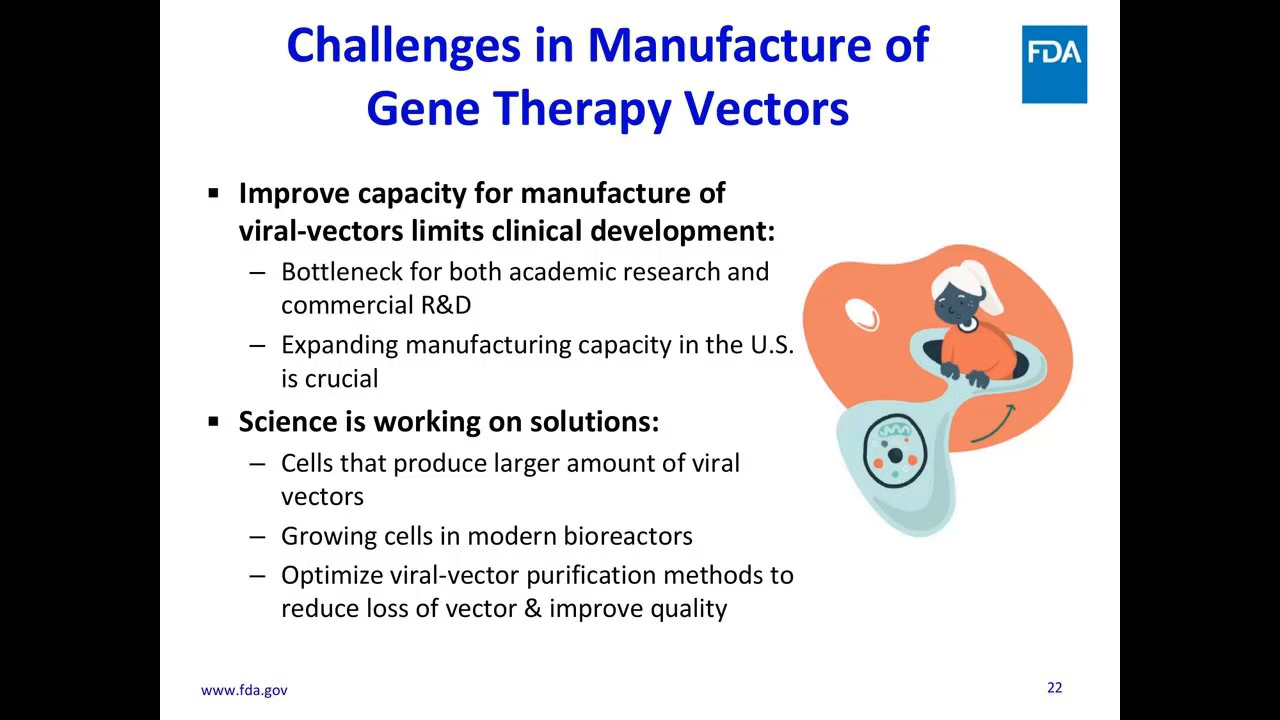 Challenges in Manufacture of
Gene Therapy Vectors
FDA
▪ Improve capacity for manufacture of
viral-vectors limits clinical development:
– Bottleneck for both academic research and
commercial R&D
– Expanding manufacturing capacity in the U.S.
is crucial
▪ Science is working on solutions:
– Cells that produce larger amount of viral
vectors
– Growing cells in modern bioreactors
– Optimize viral-vector purification methods to
reduce loss of vector & improve quality
www.fda.gov
22